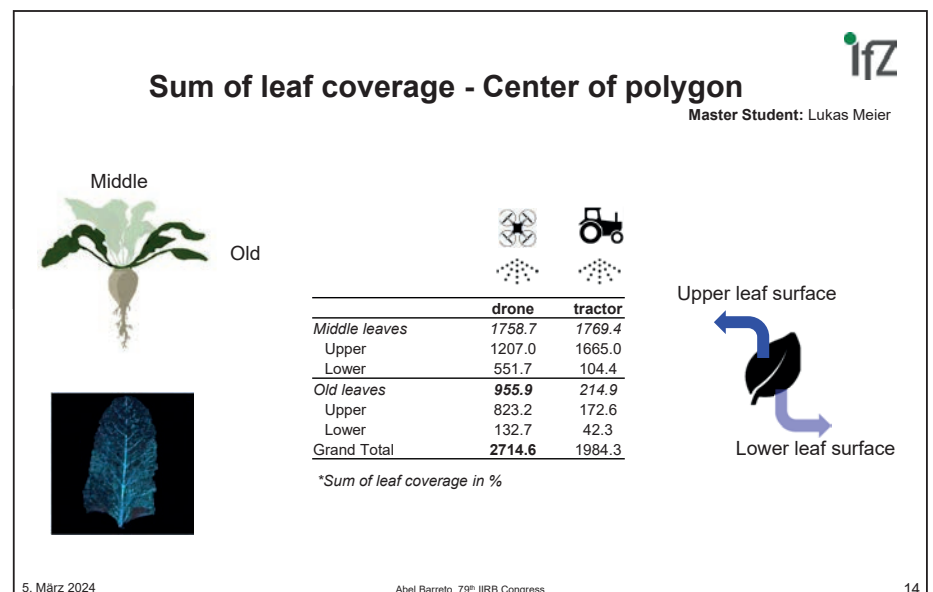 ifZ
Sum of leaf coverage - Center of polygon
Master Student: Lukas Meier
Middle
Old
Upper leaf surface
Lower leaf surface
drone tractor
Middle leaves 1758.7 1769.4
Upper 1207.0 1665.0
Lower 551.7 104.4
Old leaves 955.9 214.9
Upper 823.2 172.6
Lower 132.7 42.3
Grand Total 2714.6 1984.3
*Sum of leaf coverage in %
5. März 2024 Abel Barreto, 79th IIRB Congress 14